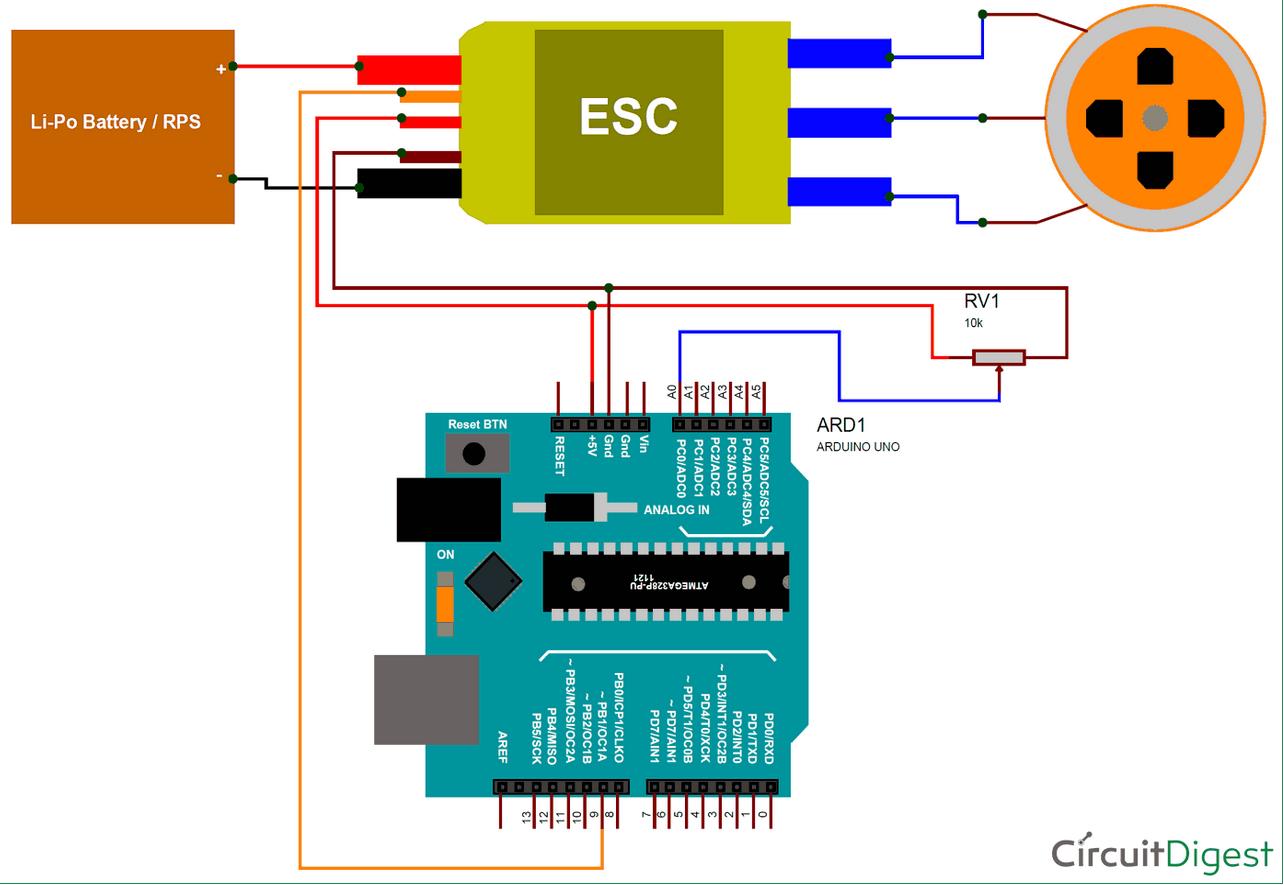 +
Li-Po Battery / RPS
-
ESC
RV1
10k
A0
A1
A2
A3
A4
A5
ARD1
ARDUINO UNO
Reset BTN
RESET
+5V
Gnd
Gnd
Vin
PC0/ADC0
PC1/ADC1
PC2/ADC2
PC3/ADC3
PC4/ADC4/SDA
PC5/ADC5/SCL
ANALOG IN
ON
ATMEGA328P-PU
1121
AREF
PB5/SCK
PB4/MISO
~ PB3/MOSI/OC2A
~ PB2/OC1B
~ PB1/OC1A
PB0/ICP1/CLKO
PD7/AIN1
~ PD7/AIN1
~ PD5/T1/OC0B
PD4/T0/XCK
~ PD3/INT1/OC2B
PD2/INT0
PD1/TXD
PD0/RXD
13
12
11
10
9
8
7
6
5
4
3
2
1
0
CircuitDigest